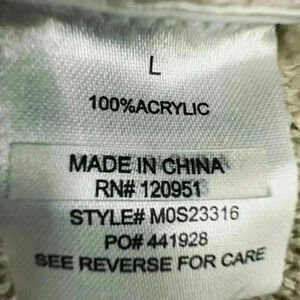 L
100%ACRYLIC
MADE IN CHINA
RN# 120951
STYLE# M0S23316
PO# 441928
SEE REVERSE FOR CARE